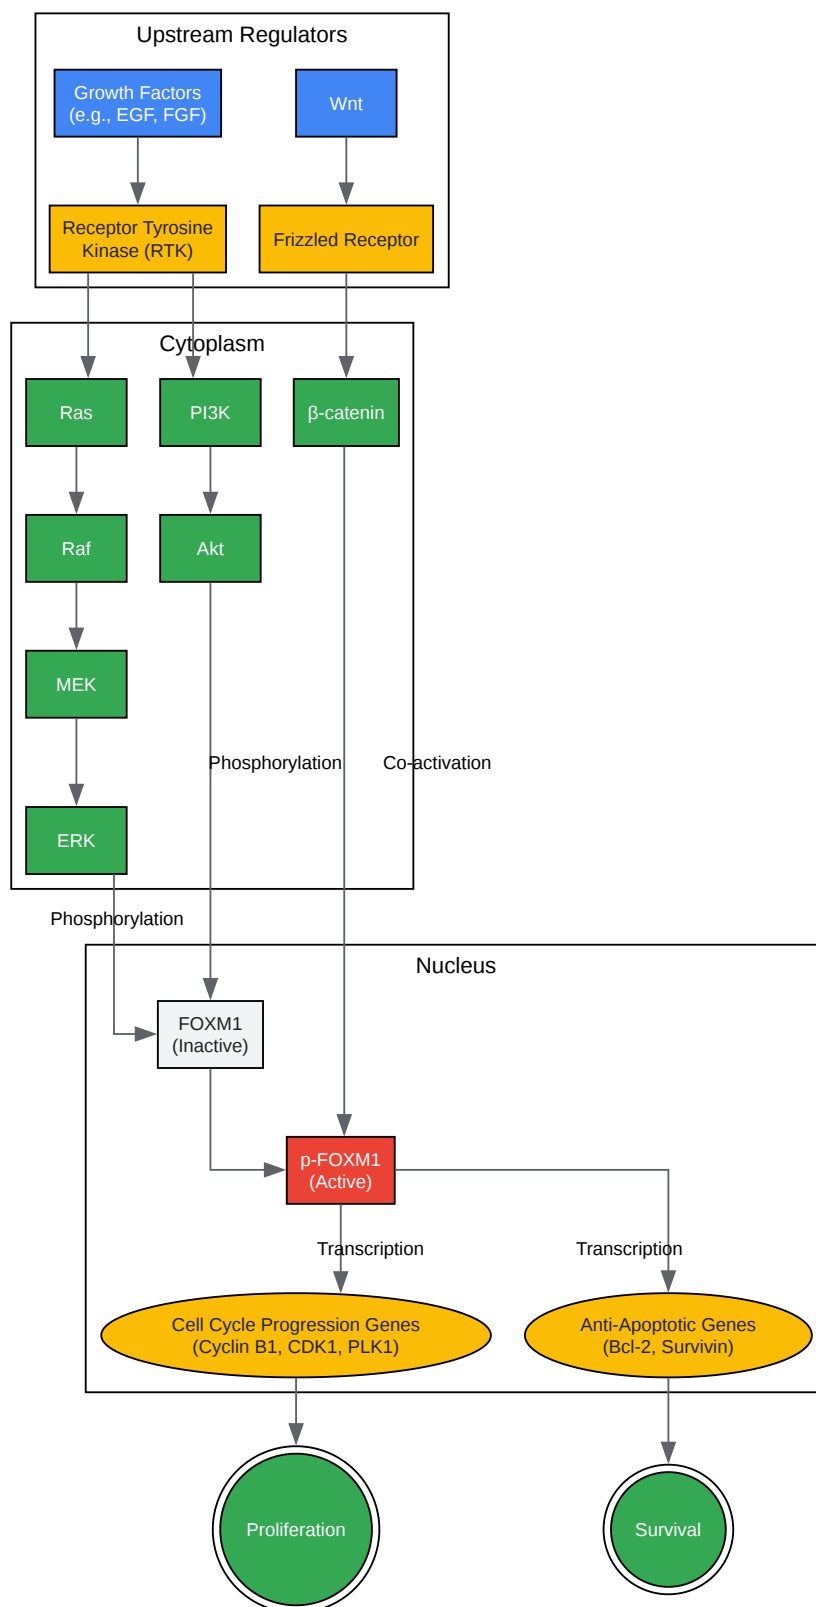 Upstream Regulators
Growth Factors
(e.g., EGF, FGF)
Wnt
Receptor Tyrosine
Kinase (RTK)
Frizzled Receptor
Cytoplasm
Ras
PI3K
β-catenin
Raf
Akt
MEK
Phosphorylation
Co-activation
ERK
Phosphorylation
Nucleus
FOXM1
(Inactive)
p-FOXM1
(Active)
Transcription
Transcription
Cell Cycle Progression Genes
(Cyclin B1, CDK1, PLK1)
Anti-Apoptotic Genes
(Bcl-2, Survivin)
Proliferation
Survival